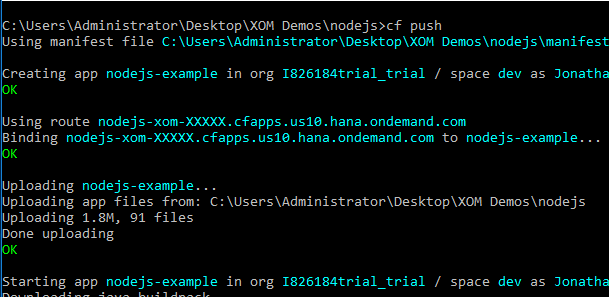 C:\Users\Administrator\Desktop\XOM Demos\nodejs>cf push
Using manifest file C:\Users\Administrator\Desktop\XOM Demos\nodejs\manifest
Creating app nodejs-example in org I826184trial_trial / space dev as Jonatha
OK
Using route nodejs-xom-XXXXX.cfapps.us10.hana.ondemand.com
Binding nodejs-xom-XXXXX.cfapps.us10.hana.ondemand.com to nodejs-example...
OK
Uploading nodejs-example...
Uploading app files from: C:\Users\Administrator\Desktop\XOM Demos\nodejs
Uploading 1.8M, 91 files
Done uploading
OK
Starting app nodejs-example in org I826184trial_trial / space dev as Jonatha
Downloading java_buildpack